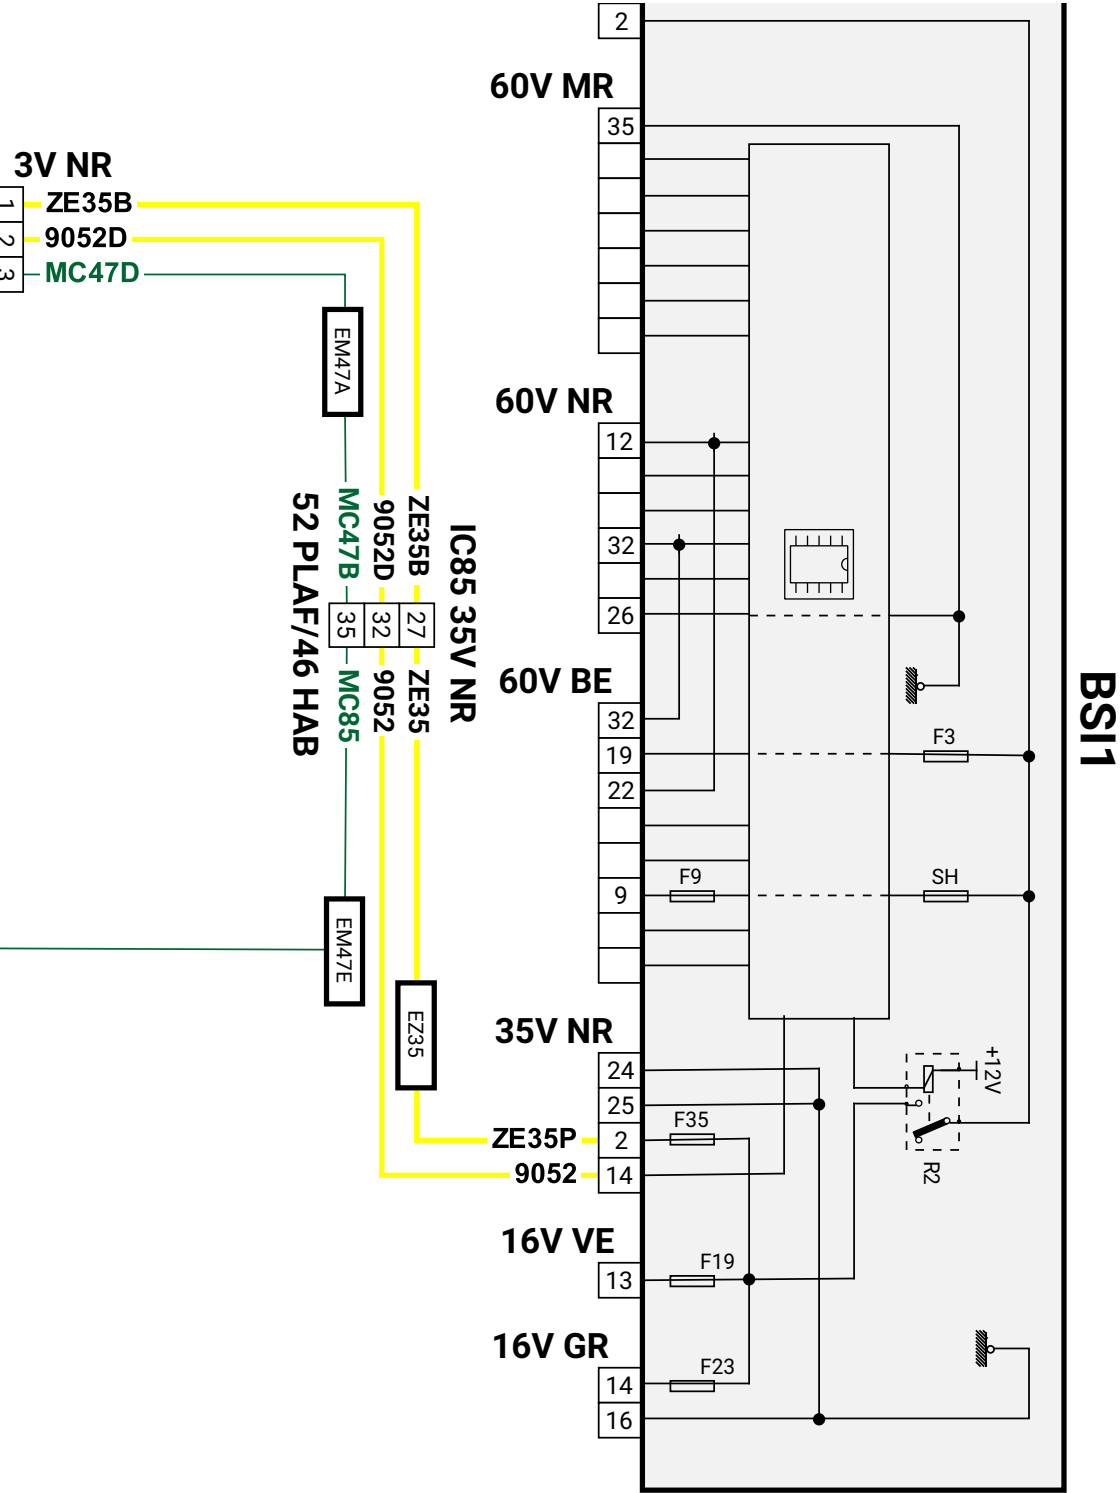 2
60V MR
35
3V NR
1
ZE35B
2
9052D
3
MC47D
EM47A
60V NR
12
32
26
MC47B
9052D
ZE35B
IC85 35V NR
52 PLAF/46 HAB
35
32
27
MC85
9052
ZE35
60V BE
32
19
22
9
F3
F9
SH
BSI1
EM47E
EZ35
35V NR
24
25
2
14
F35
ZE35P
9052
+12V
R2
16V VE
13
F19
16V GR
14
16
F23